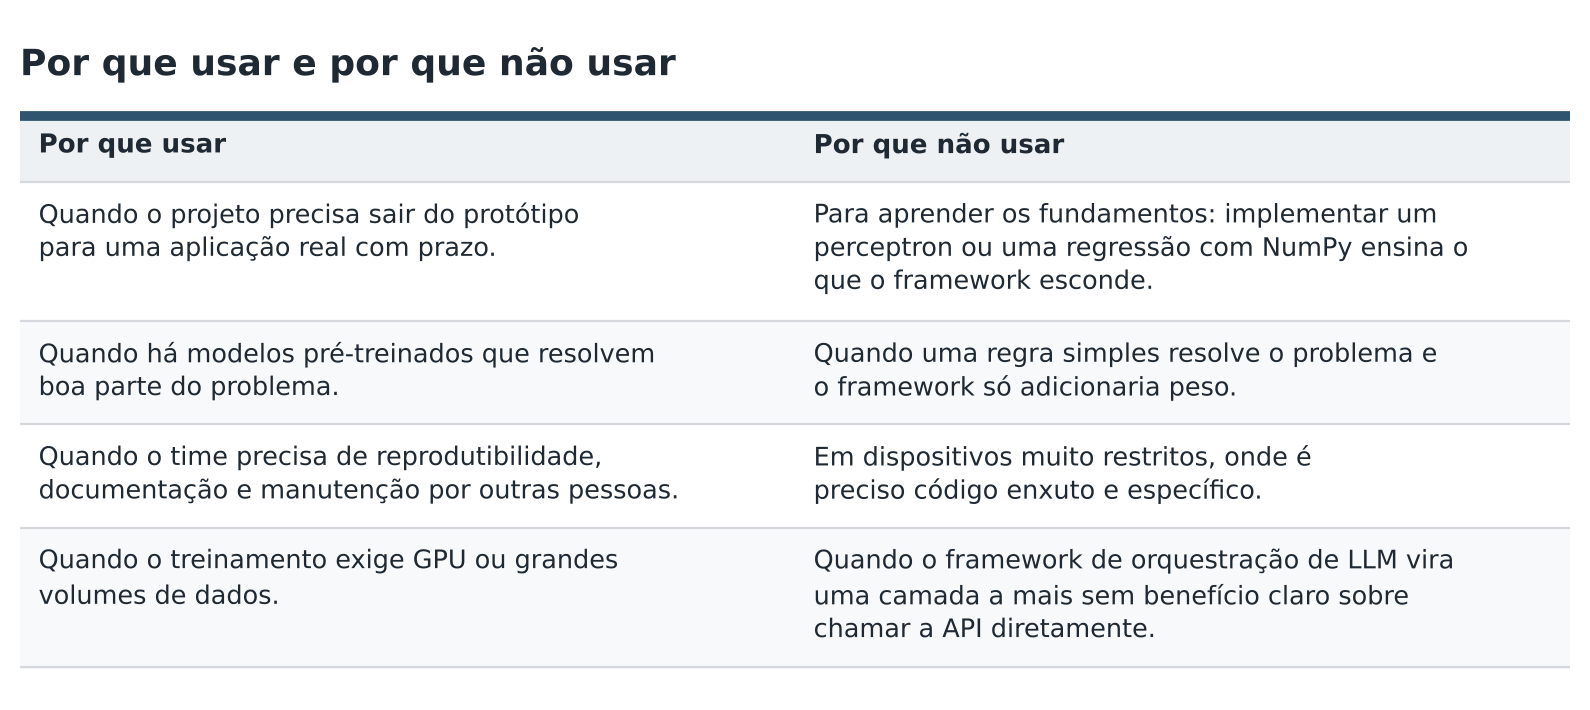 Por que usar e por que não usar
Por que usar
Por que não usar
Quando o projeto precisa sair do protótipo
para uma aplicação real com prazo.
Para aprender os fundamentos: implementar um
perceptron ou uma regressão com NumPy ensina o
que o framework esconde.
Quando há modelos pré-treinados que resolvem
boa parte do problema.
Quando uma regra simples resolve o problema e
o framework só adicionaria peso.
Quando o time precisa de reprodutibilidade,
documentação e manutenção por outras pessoas.
Em dispositivos muito restritos, onde é
preciso código enxuto e específico.
Quando o treinamento exige GPU ou grandes
volumes de dados.
Quando o framework de orquestração de LLM vira
uma camada a mais sem benefício claro sobre
chamar a API diretamente.